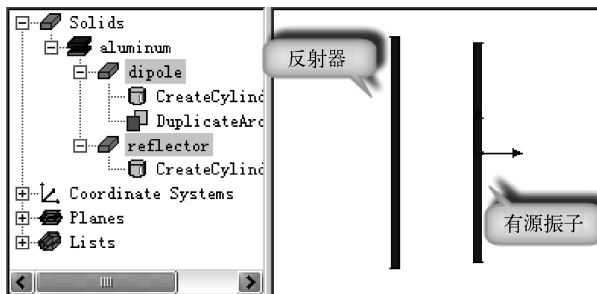 Solids
aluminum
dipole
CreateCylind
DuplicateArc
reflector
CreateCylind
Coordinate Systems
Planes
Lists
反射器
有源振子